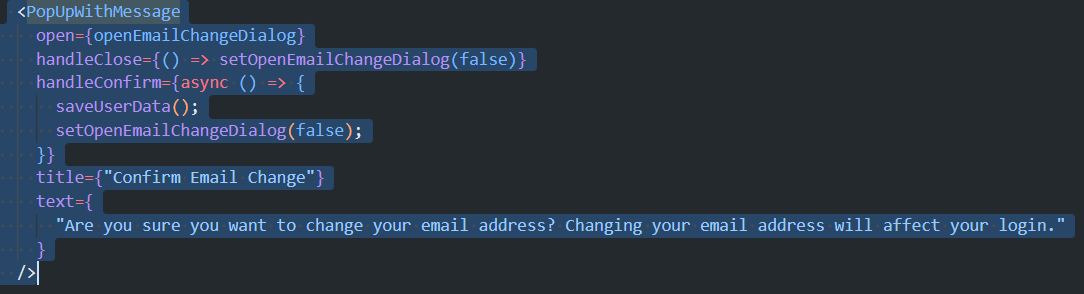 <PopUpWithMessage
open={openEmailChangeDialog}
handleClose={() => setOpenEmailChangeDialog(false)}
handleConfirm={async () => {
saveUserData();
setOpenEmailChangeDialog(false);
}}
title={"Confirm Email Change"}
text={
"Are you sure you want to change your email address? Changing your email address will affect your login."
}
/>